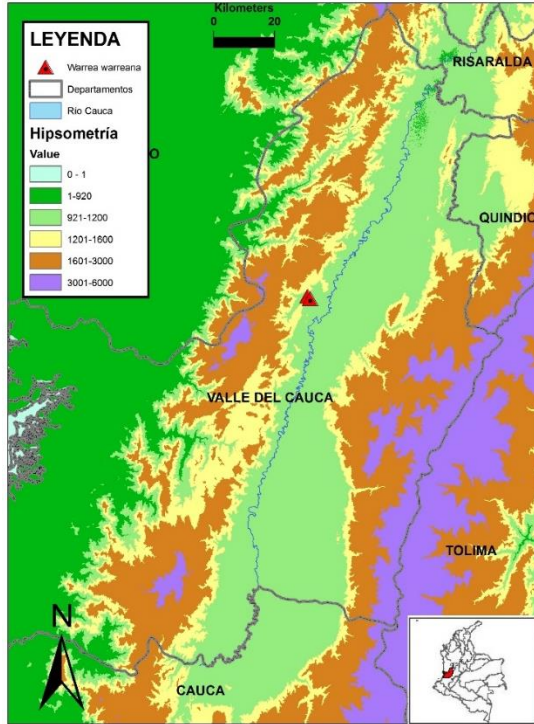 Kilometers
0 20
LEYENDA
Warrea warreana
Departamentos
Rio Cauca
Hipsometría
Value
0 - 1
1-920
921-1200
1201-1600
1601-3000
3001-6000
O
RISARALDA
QUINDIO
VALLE DEL CAUCA
TOLIMA
N
CAUCA